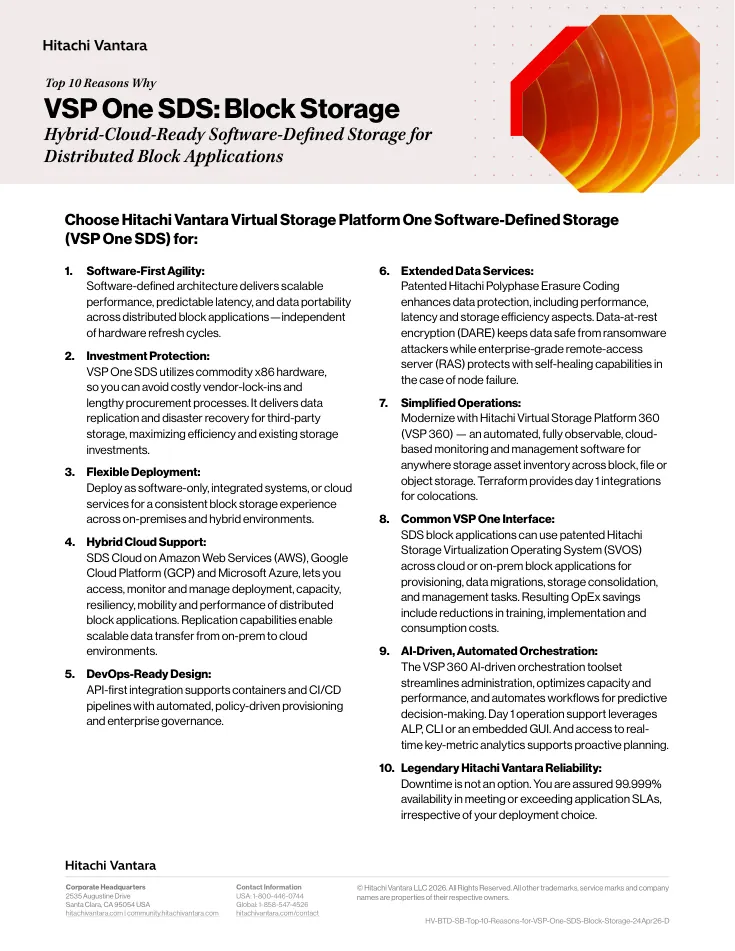 Hitachi Vantara
Top 10 Reasons Why
VSP One SDS: Block Storage
Hybrid-Cloud-Ready Software-Defined Storage for
Distributed Block Applications
Choose Hitachi Vantara Virtual Storage Platform One Software-Defined Storage
(VSP One SDS) for:
1. Software-First Agility:
Software-defined architecture delivers scalable
performance, predictable latency, and data portability
across distributed block applications—independent
of hardware refresh cycles.
2. Investment Protection:
VSP One SDS utilizes commodity x86 hardware,
so you can avoid costly vendor-lock-ins and
lengthy procurement processes. It delivers data
replication and disaster recovery for third-party
storage, maximizing efficiency and existing storage
investments.
3. Flexible Deployment:
Deploy as software-only, integrated systems, or cloud
services for a consistent block storage experience
across on-premises and hybrid environments.
4. Hybrid Cloud Support:
SDS Cloud on Amazon Web Services (AWS), Google
Cloud Platform (GCP) and Microsoft Azure, lets you
access, monitor and manage deployment, capacity,
resiliency, mobility and performance of distributed
block applications. Replication capabilities enable
scalable data transfer from on-prem to cloud
environments.
5. DevOps-Ready Design:
API-first integration supports containers and CI/CD
pipelines with automated, policy-driven provisioning
and enterprise governance.
6. Extended Data Services:
Patented Hitachi Polyphase Erasure Coding
enhances data protection, including performance,
latency and storage efficiency aspects. Data-at-rest
encryption (DARE) keeps data safe from ransomware
attackers while enterprise-grade remote-access
server (RAS) protects with self-healing capabilities in
the case of node failure.
7. Simplified Operations:
Modernize with Hitachi Virtual Storage Platform 360
(VSP 360) — an automated, fully observable, cloud-
based monitoring and management software for
anywhere storage asset inventory across block, file or
object storage. Terraform provides day 1 integrations
for colocations.
8. Common VSP One Interface:
SDS block applications can use patented Hitachi
Storage Virtualization Operating System (SVOS)
across cloud or on-prem block applications for
provisioning, data migrations, storage consolidation,
and management tasks. Resulting OpEx savings
include reductions in training, implementation and
consumption costs.
9. AI-Driven, Automated Orchestration:
The VSP 360 AI-driven orchestration toolset
streamlines administration, optimizes capacity and
performance, and automates workflows for predictive
decision-making. Day 1 operation support leverages
ALP, CLI or an embedded GUI. And access to real-
time key-metric analytics supports proactive planning.
10. Legendary Hitachi Vantara Reliability:
Downtime is not an option. You are assured 99.999%
availability in meeting or exceeding application SLAs,
irrespective of your deployment choice.
Hitachi Vantara
Corporate Headquarters
2535 Augustine Drive
Santa Clara, CA 95054 USA
hitachivantara.com | community.hitachivantara.com
Contact Information
USA: 1-800-446-0744
Global: 1-858-547-4526
hitachivantara.com/contact
© Hitachi Vantara LLC 2026. All Rights Reserved. All other trademarks, service marks and company
names are properties of their respective owners.
HV-BTD-SB-Top-10-Reasons-for-VSP-One-SDS-Block-Storage-24Apr26-D